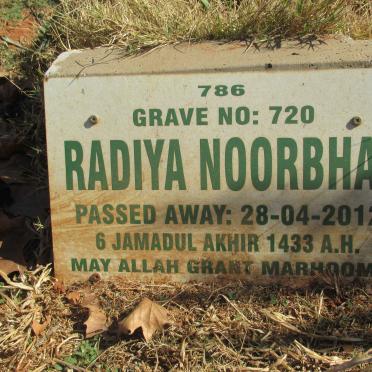 786
GRAVE NO: 720
RADIYA NOORBHA
PASSED AWAY: 28-04-2012
6 JAMADUL AKHIR 1433 A.H.
MAY ALLAH GRANT MARHOOM